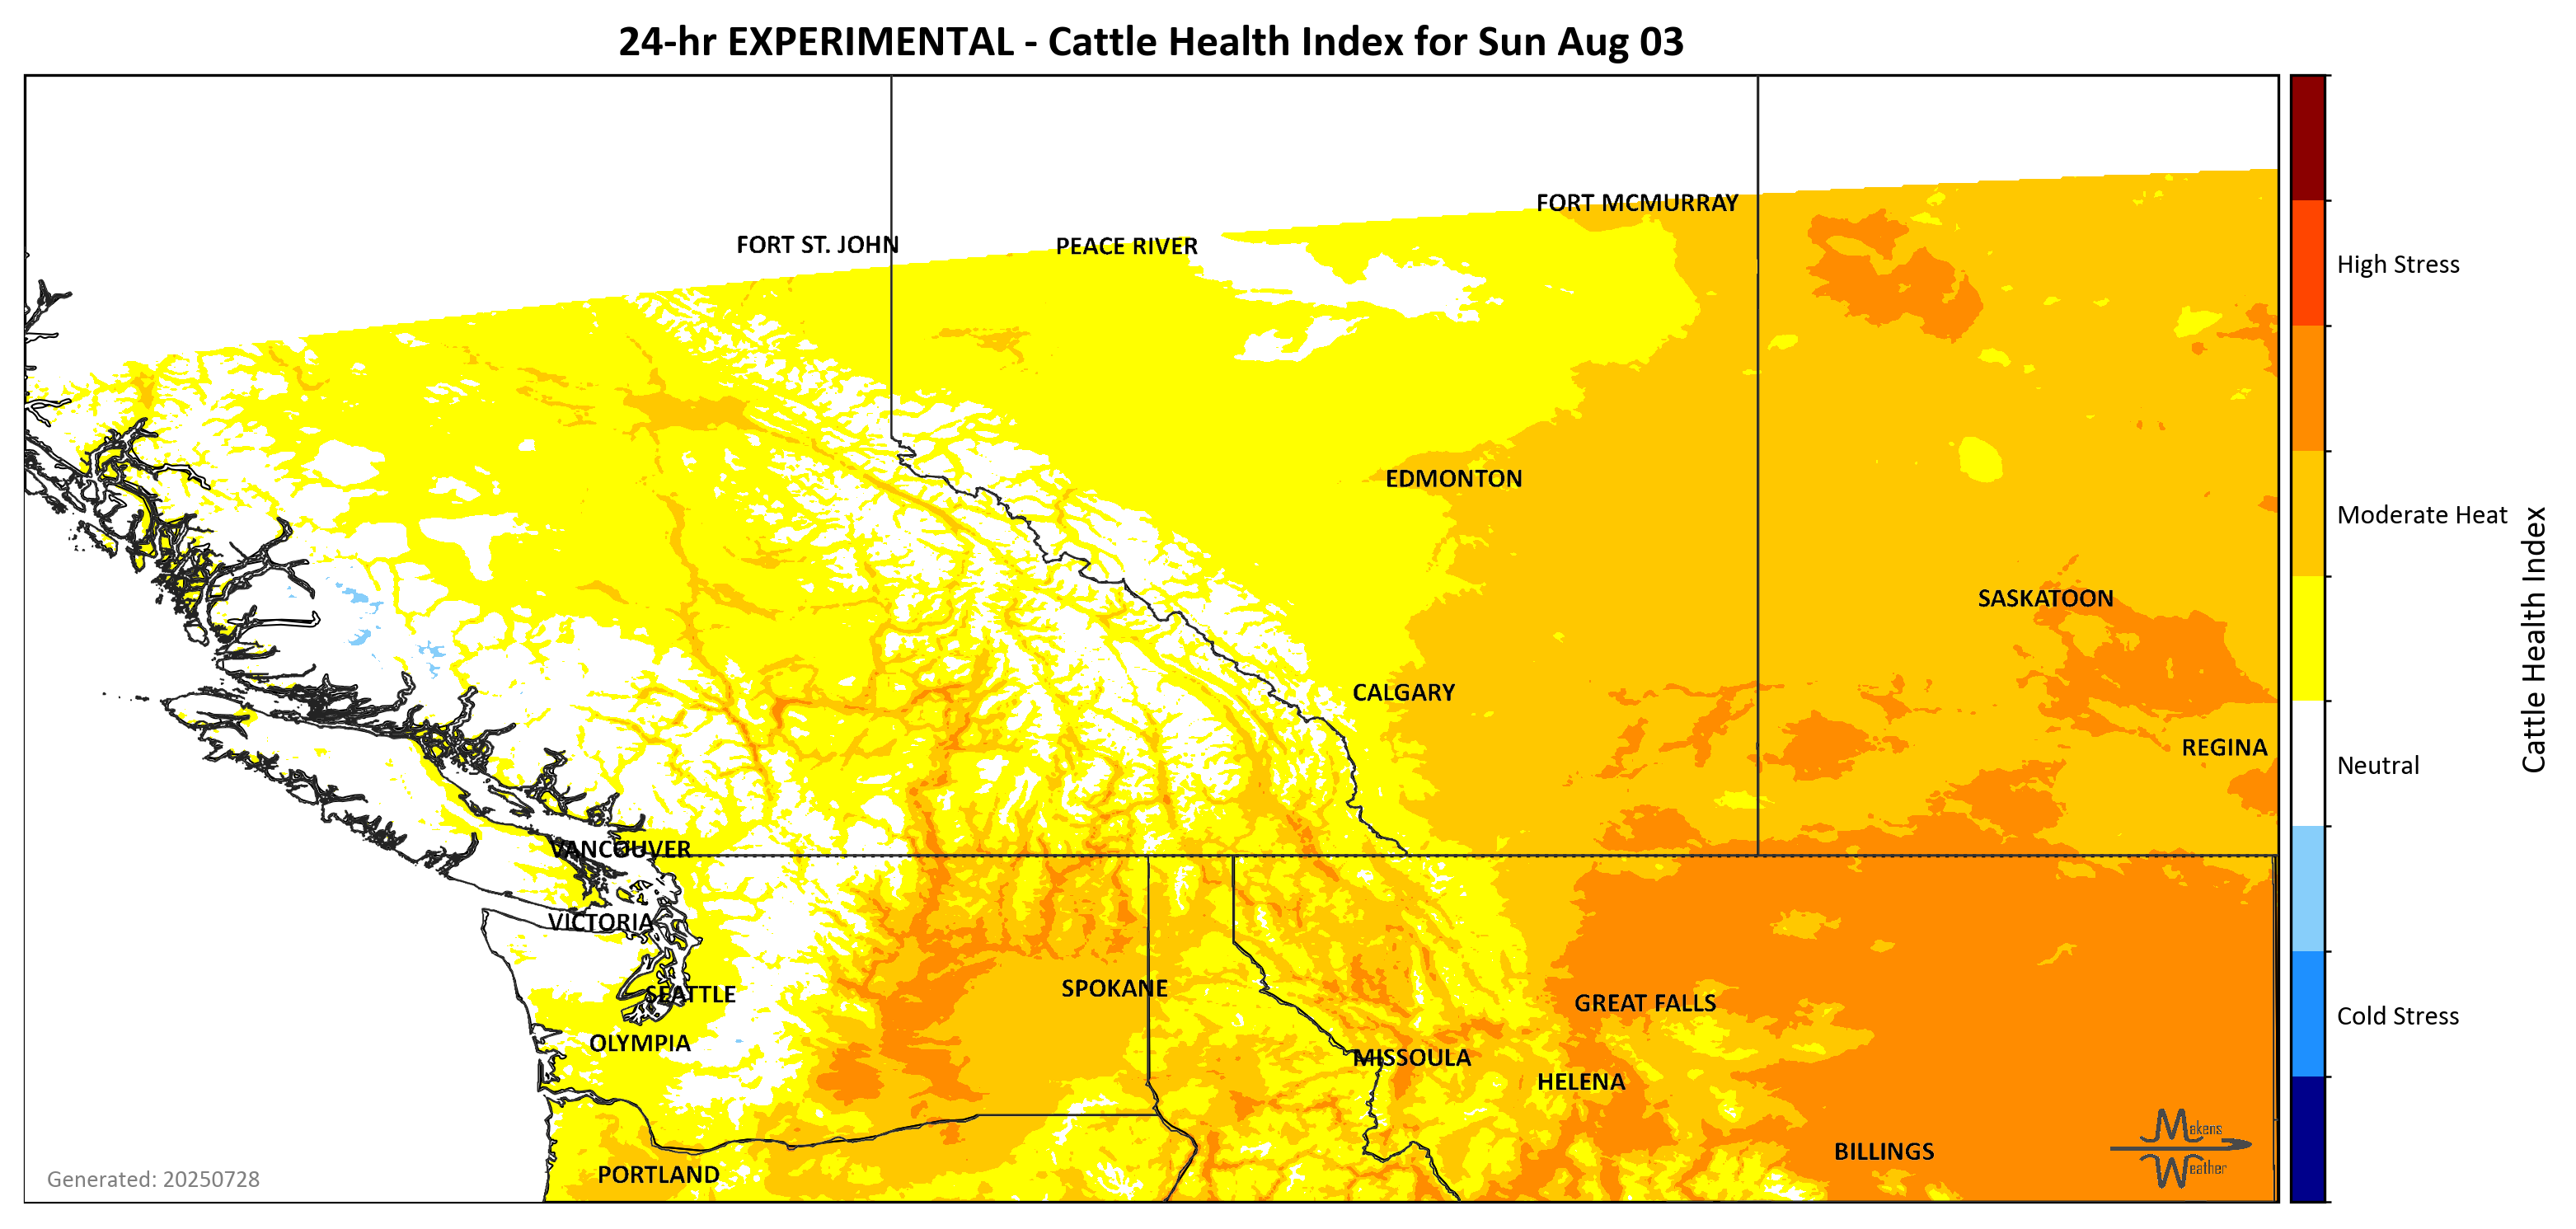 24-hr EXPERIMENTAL - Cattle Health Index for Sun Aug 03
FORT MCMURRAY
FORT ST. JOHN
PEACE RIVER
High Stress
EDMONTON
Moderate Heat
SASKATOON
CALGARY
Cattle Health Index
REGINA
Neutral
VANCOUVER
VICTORIA
SPOKANE
SEATTLE
GREAT FALLS
Cold Stress
OLYMPIA
MISSOULA
HELENA
Makens
Weather
BILLINGS
PORTLAND
Generated: 20250728